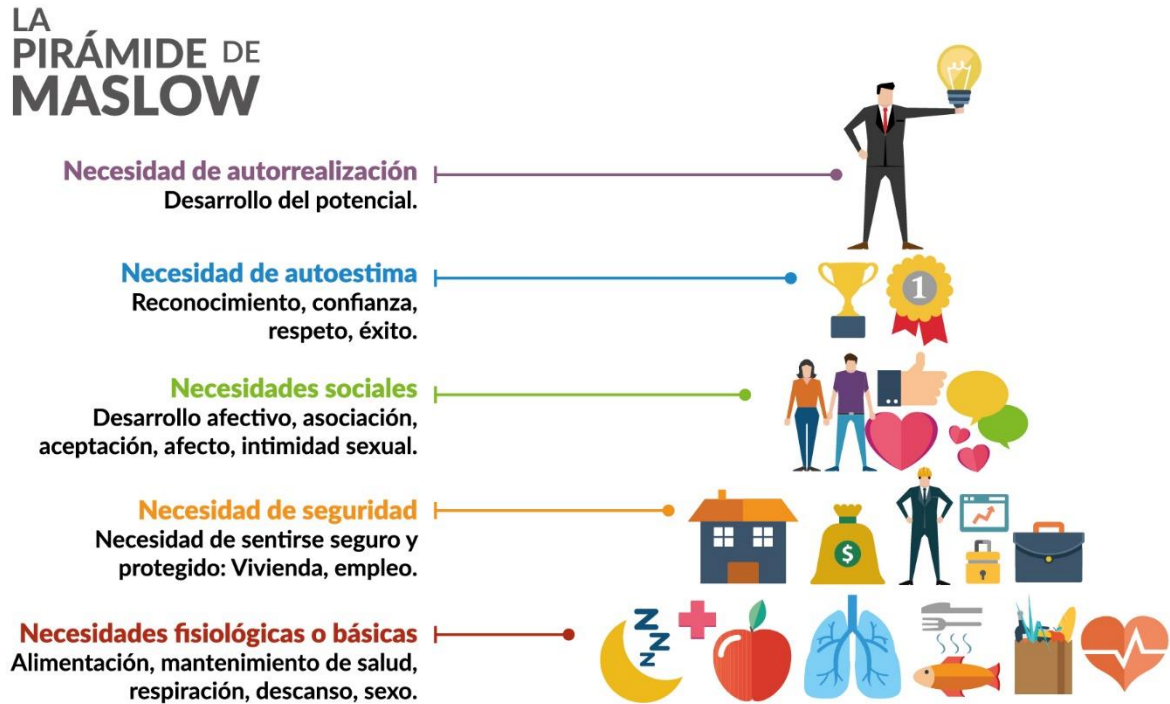 LA
PIRÁMIDE DE
MASLOW
Necesidad de autorrealización
Desarrollo del potencial.
Necesidad de autoestima
Reconocimiento, confianza,
respeto, éxito.
1
Necesidades sociales
Desarrollo afectivo, asociación,
aceptación, afecto, intimidad sexual.
Necesidad de seguridad
Necesidad de sentirse seguro y
protegido: Vivienda, empleo.
$
Necesidades fisiológicas o básicas
Alimentación, mantenimiento de salud,
respiración, descanso, sexo.
z
z
N
N